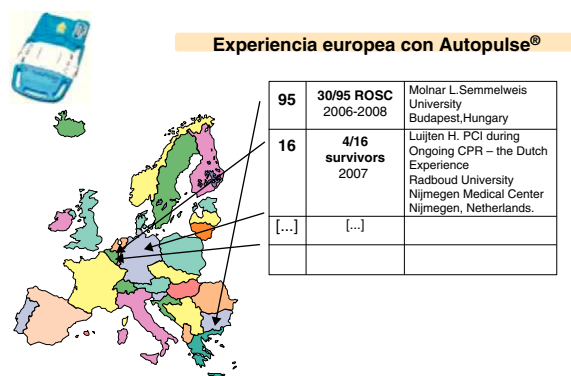 Experiencia europea con Autopulse®
95
30/95 ROSC
2006-2008
Molnar L.Semmelweis
University
Budapest,Hungary
16
4/16
survivors
2007
Luijten H. PCI during
Ongoing CPR – the Dutch
Experience
Radboud University
Nijmegen Medical Center
Nijmegen, Netherlands.
[...]
[...]